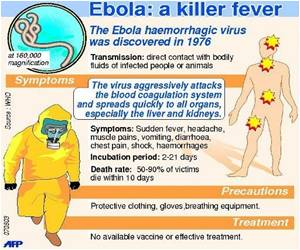 Ebola: a killer fever
The Ebola haemorrhagic virus
was discovered in 1976
at 160,000
magnification
Transmission: direct contact with bodily
fluids of infected people or animals
Symptoms
The virus aggressively attacks
the blood coagulation system
and spreads quickly to all organs,
especially the liver and kidneys.
Source: WHO
Symptoms: Sudden fever, headache,
muscle pains, vomiting, diarrhoea,
chest pain, shock, haemorrhages
Incubation period: 2-21 days
Death rate: 50-90% of victims
die within 10 days
Precautions
Protective clothing, gloves,breathing equipment.
Treatment
No available vaccine or effective treatment.
AFP